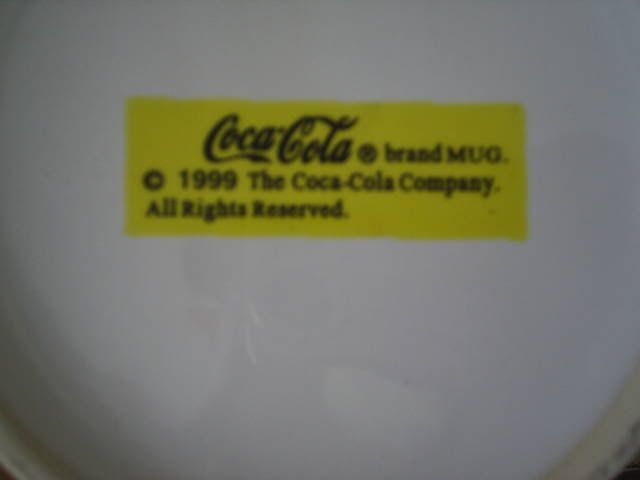 Coca-Cola ® brand MUG.
© 1999 The Coca-Cola Company.
All Rights Reserved.